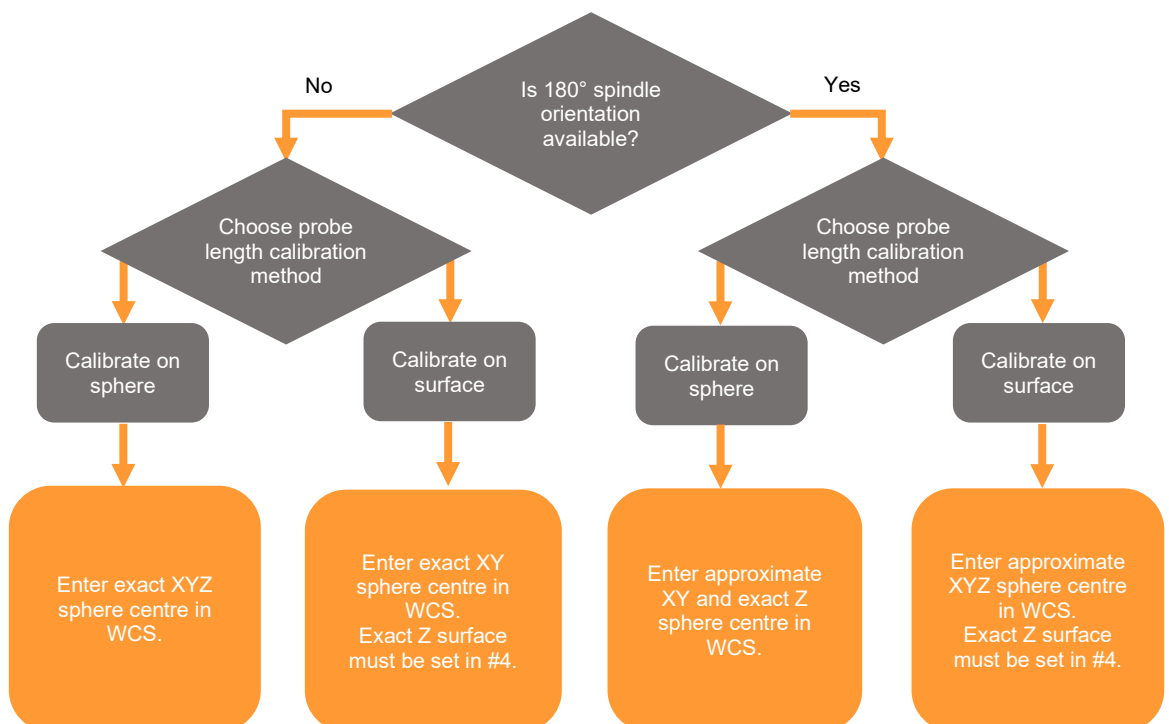 No
Is 180° spindle
orientation
available?
Yes
Choose probe
length calibration
method
Choose probe
length calibration
method
Calibrate on
sphere
Calibrate on
surface
Calibrate on
sphere
Calibrate on
surface
Enter exact XYZ
sphere centre in
WCS.
Enter exact XY
sphere centre in
WCS.
Exact Z surface
must be set in #4.
Enter approximate
XY and exact Z
sphere centre in
WCS.
Enter approximate
XYZ sphere centre
in WCS.
Exact Z surface
must be set in #4.